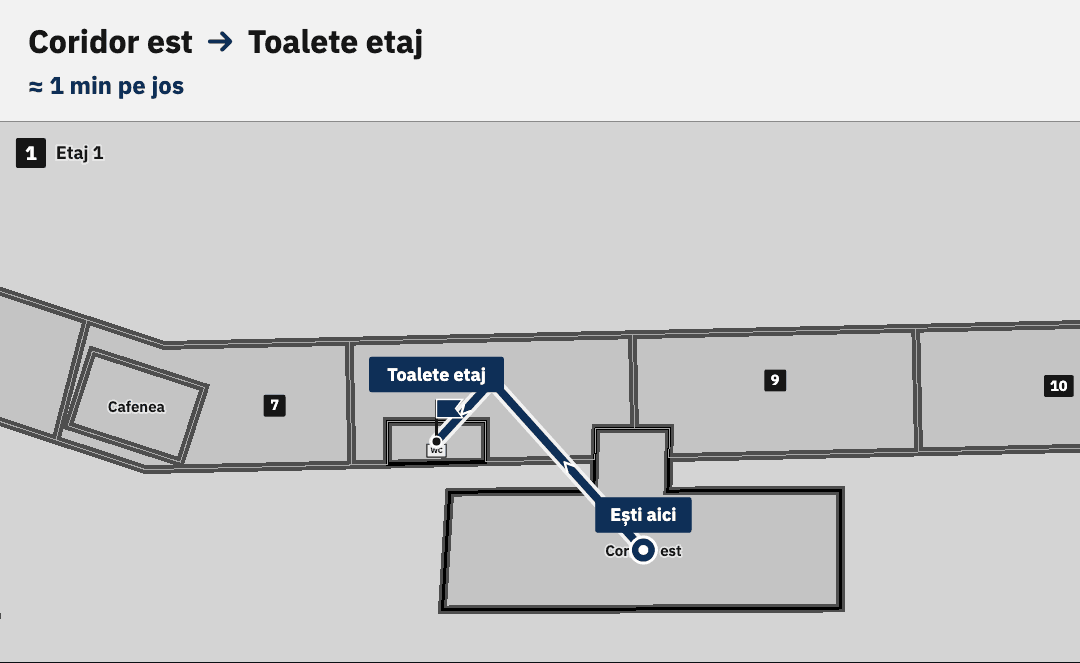 Coridor est → Toalete etaj
≈ 1 min pe jos
1 Etaj 1
Toalete etaj
9
10
7
Cafenea
WC
Ești aici
Cor est